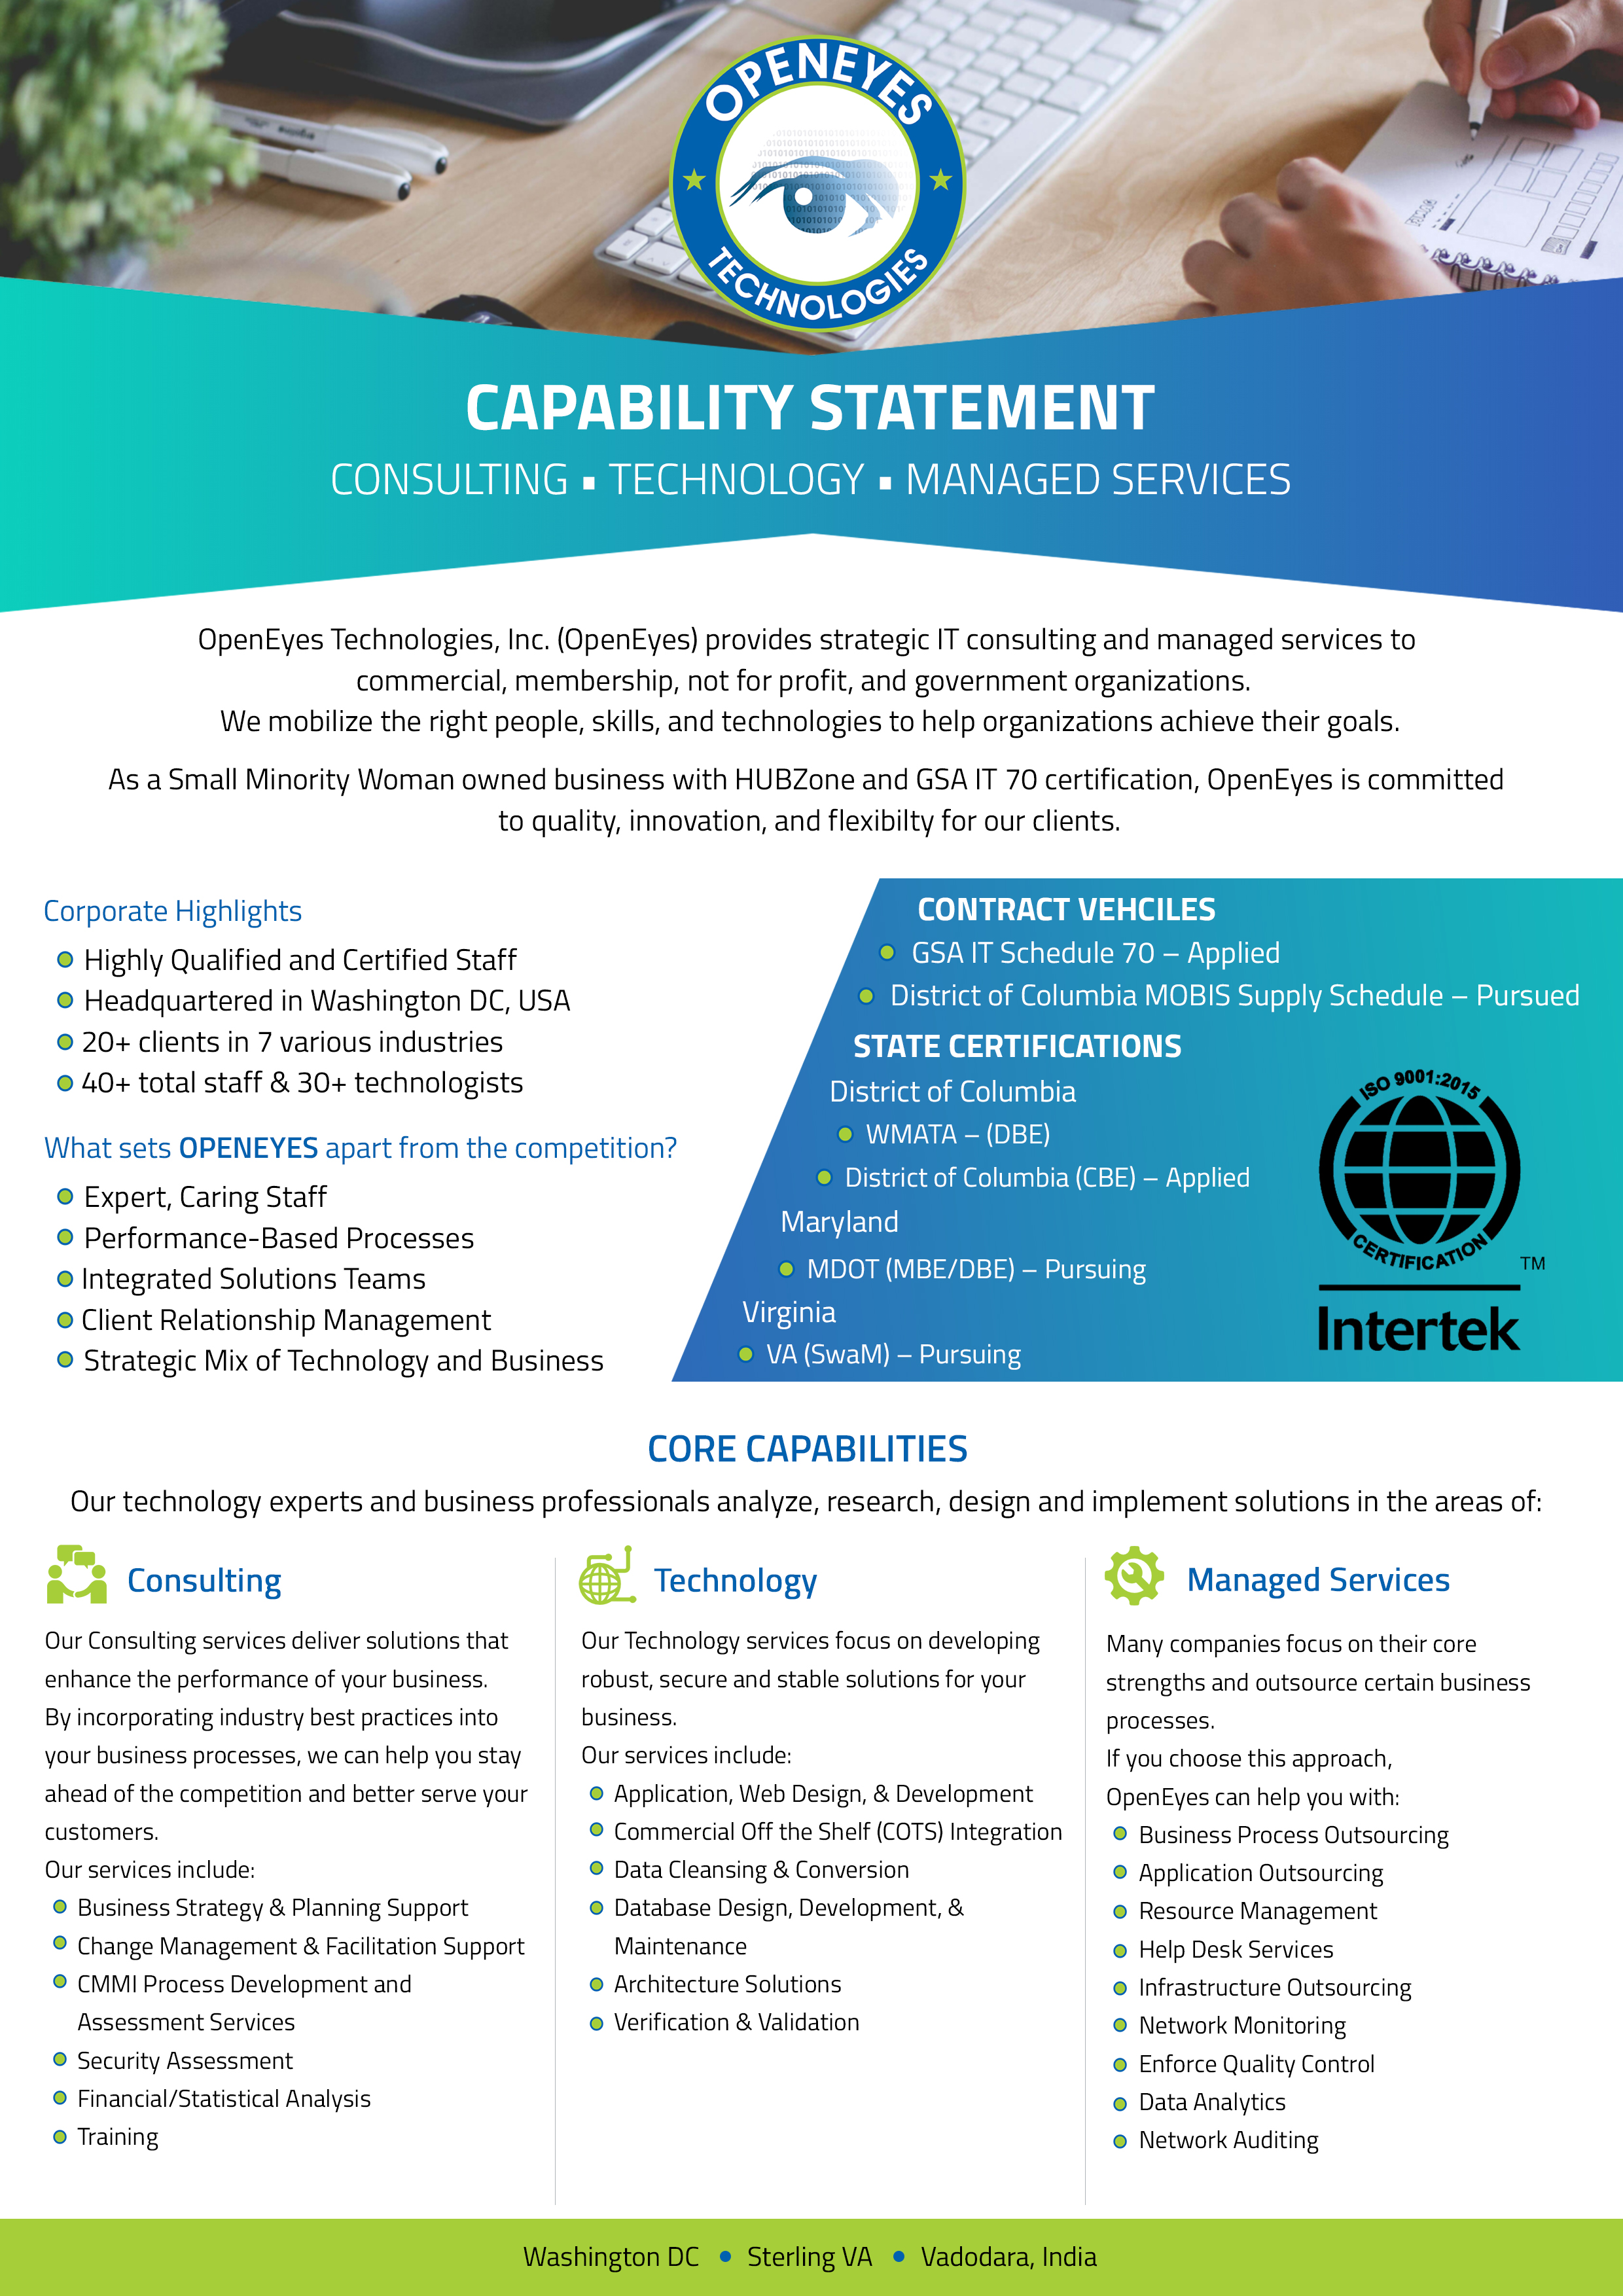 OPENEYES
TECHNOLOGIES
CAPABILITY STATEMENT
CONSULTING ▪ TECHNOLOGY ▪ MANAGED SERVICES
OpenEyes Technologies, Inc. (OpenEyes) provides strategic IT consulting and managed services to
commercial, membership, not for profit, and government organizations.
We mobilize the right people, skills, and technologies to help organizations achieve their goals.
As a Small Minority Woman owned business with HUBZone and GSA IT 70 certification, OpenEyes is committed
to quality, innovation, and flexibilty for our clients.
Corporate Highlights
Highly Qualified and Certified Staff
Headquartered in Washington DC, USA
20+ clients in 7 various industries
40+ total staff & 30+ technologists
What sets OPENEYES apart from the competition?
Expert, Caring Staff
Performance-Based Processes
Integrated Solutions Teams
Client Relationship Management
Strategic Mix of Technology and Business
CONTRACT VEHCILES
GSA IT Schedule 70 – Applied
District of Columbia MOBIS Supply Schedule – Pursued
STATE CERTIFICATIONS
District of Columbia
WMATA – (DBE)
District of Columbia (CBE) – Applied
Maryland
MDOT (MBE/DBE) – Pursuing
Virginia
VA (SwaM) – Pursuing
ISO 9001:2015
CERTIFICATION
TM
Intertek
CORE CAPABILITIES
Our technology experts and business professionals analyze, research, design and implement solutions in the areas of:
Consulting
Our Consulting services deliver solutions that
enhance the performance of your business.
By incorporating industry best practices into
your business processes, we can help you stay
ahead of the competition and better serve your
customers.
Our services include:
Business Strategy & Planning Support
Change Management & Facilitation Support
CMMI Process Development and
Assessment Services
Security Assessment
Financial/Statistical Analysis
Training
Technology
Our Technology services focus on developing
robust, secure and stable solutions for your
business.
Our services include:
Application, Web Design, & Development
Commercial Off the Shelf (COTS) Integration
Data Cleansing & Conversion
Database Design, Development, &
Maintenance
Architecture Solutions
Verification & Validation
Managed Services
Many companies focus on their core
strengths and outsource certain business
processes.
If you choose this approach,
OpenEyes can help you with:
Business Process Outsourcing
Application Outsourcing
Resource Management
Help Desk Services
Infrastructure Outsourcing
Network Monitoring
Enforce Quality Control
Data Analytics
Network Auditing
Washington DC • Sterling VA • Vadodara, India